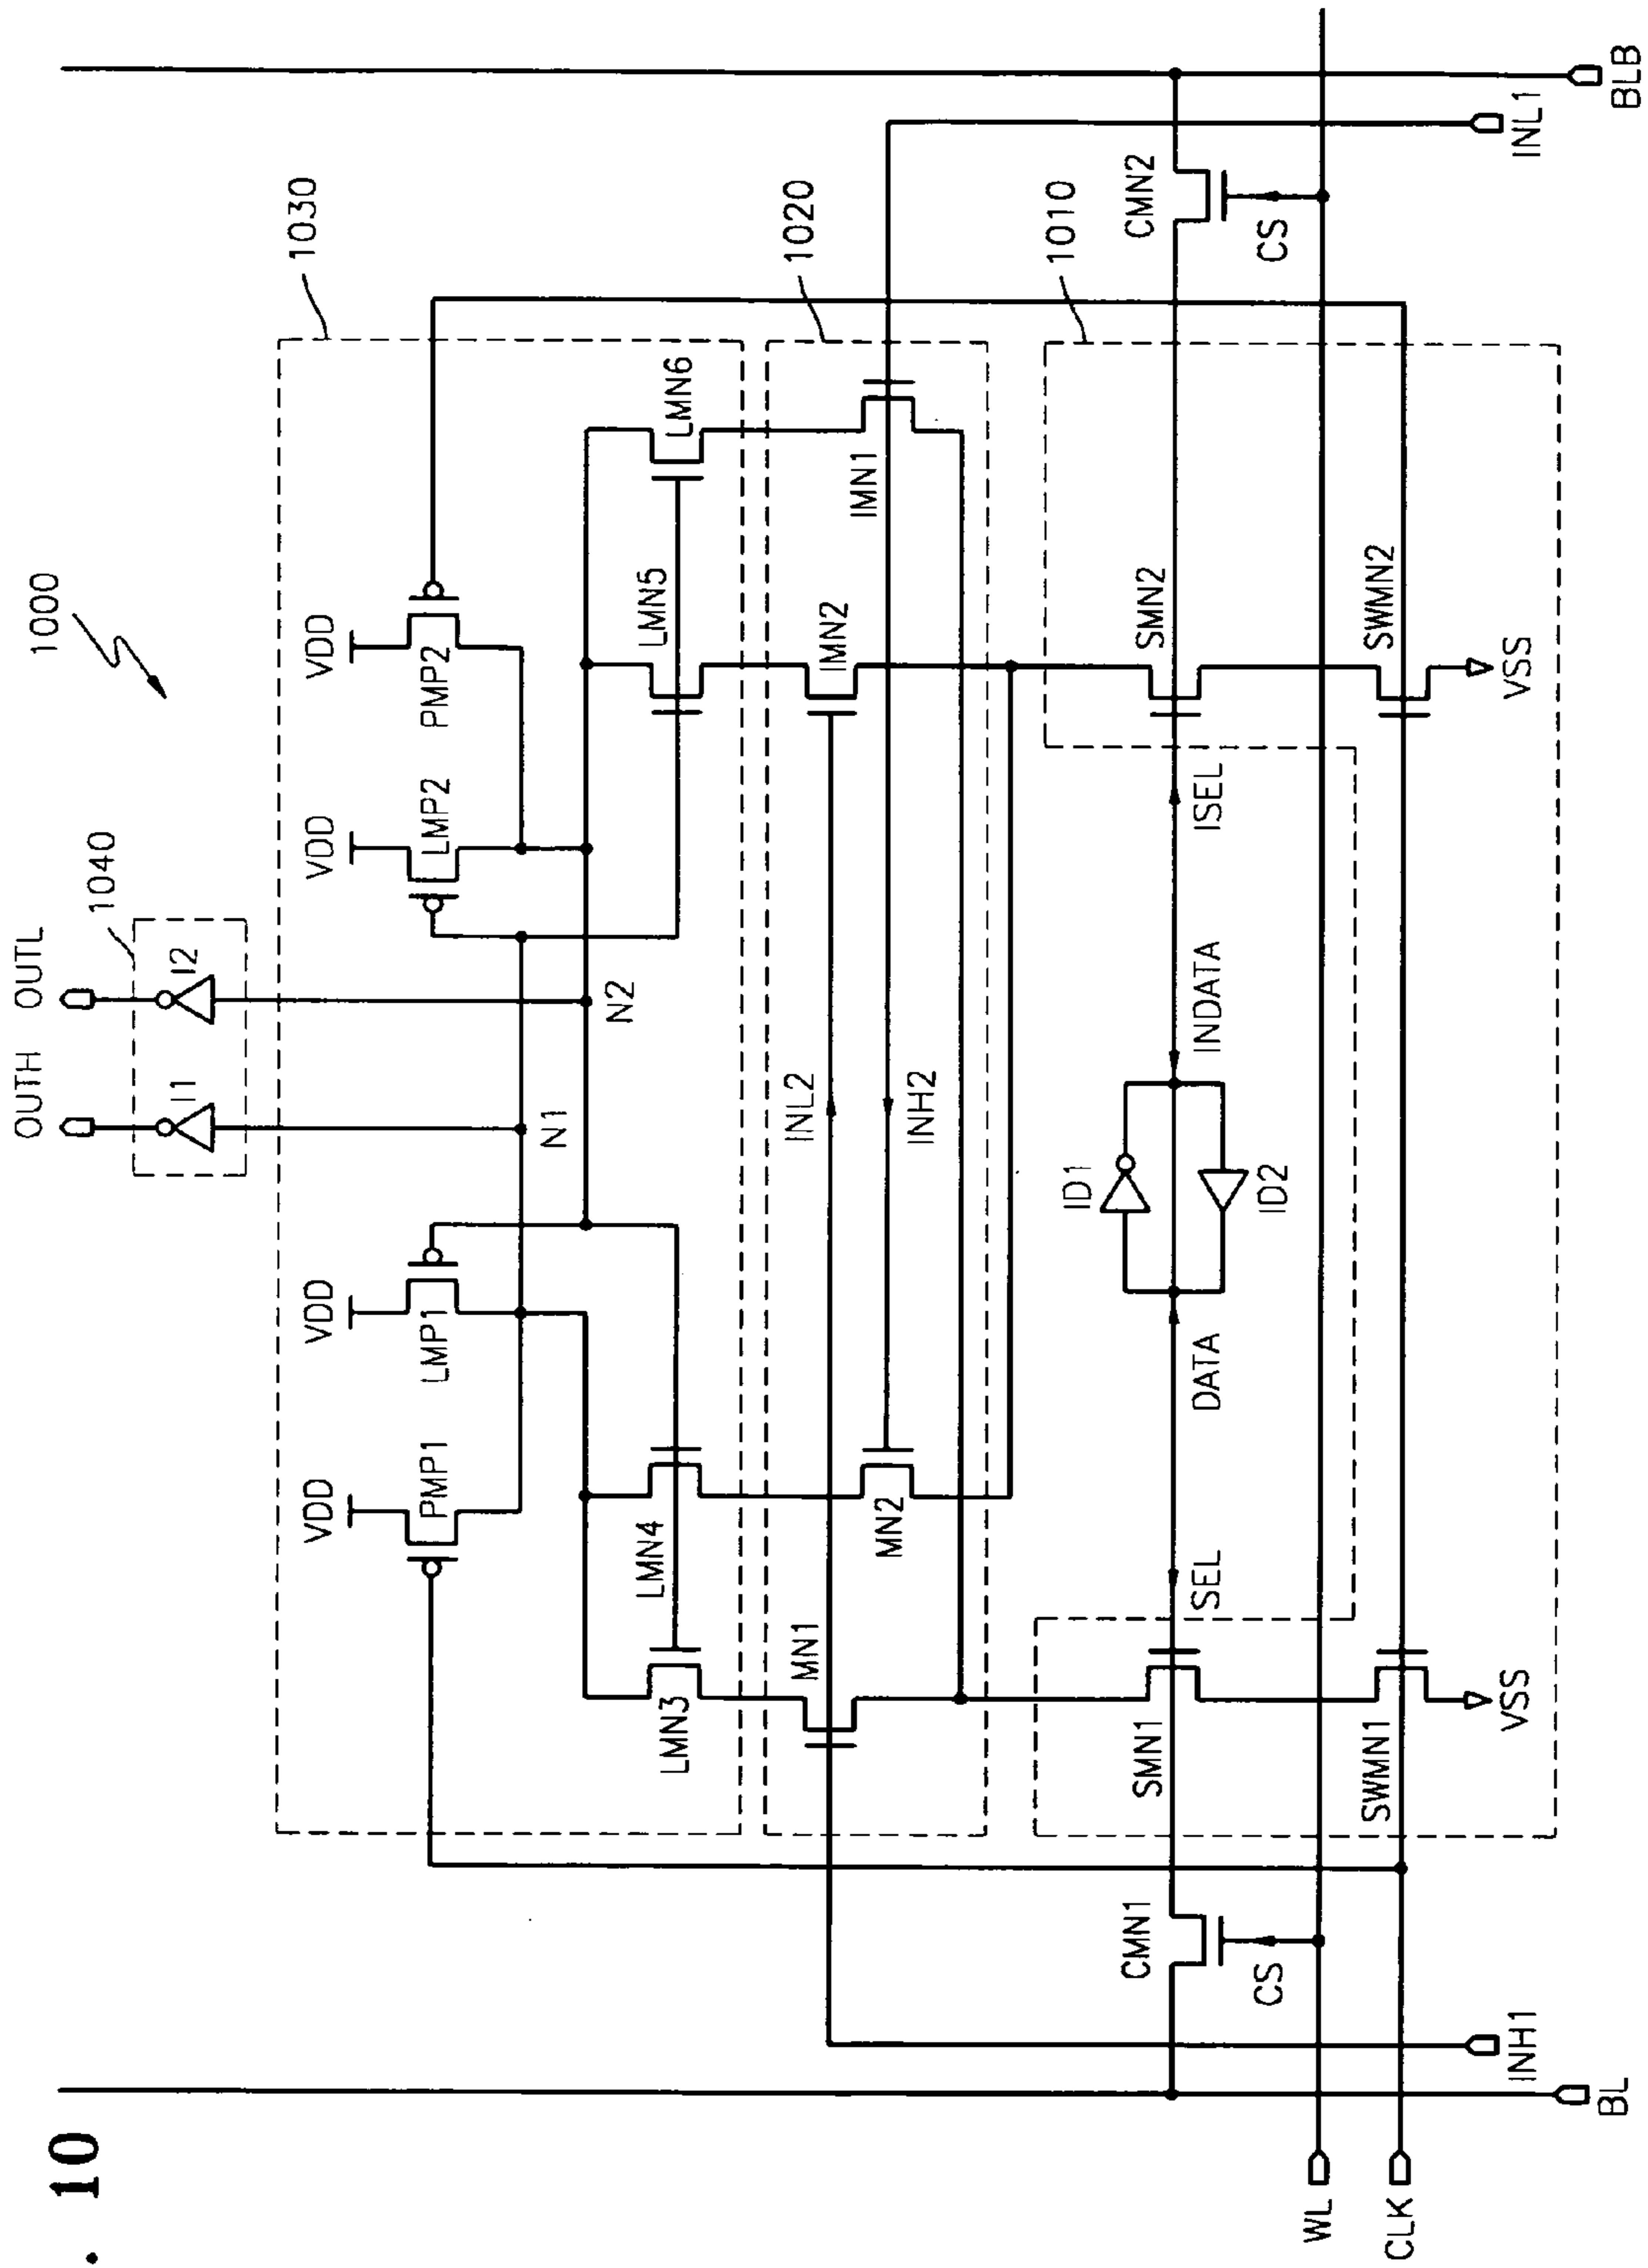 . 10
1000
OUTH
OUTL
1040
I1
I2
1030
VDD
VDD
VDD
VDD
PMP1
LMP1
LMP2
PMP2
N1
N2
LMN3
LMN4
LMN5
LMN6
1020
MN1
INL2
IMN2
MN2
INH2
IMN1
1010
CMN1
SMN1
ID1
SMN2
CMN2
SEL
DATA
INDATA
ISEL
CS
ID2
CS
WL
SWMN1
SWMN2
CLK
VSS
VSS
INH1
INL1
BL
BLB